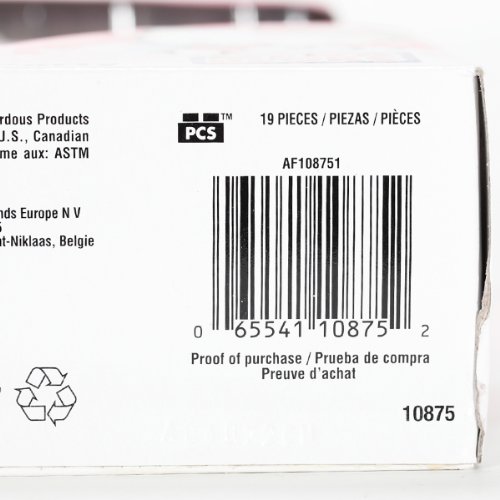 rdous Products
J.S., Canadian
me aux: ASTM
nds Europe N V
nt-Niklaas, Belgie
PCS™
19 PIECES / PIEZAS / PIÈCES
AF108751
0 65541 10875 2
Proof of purchase / Prueba de compra
Preuve d'achat
10875